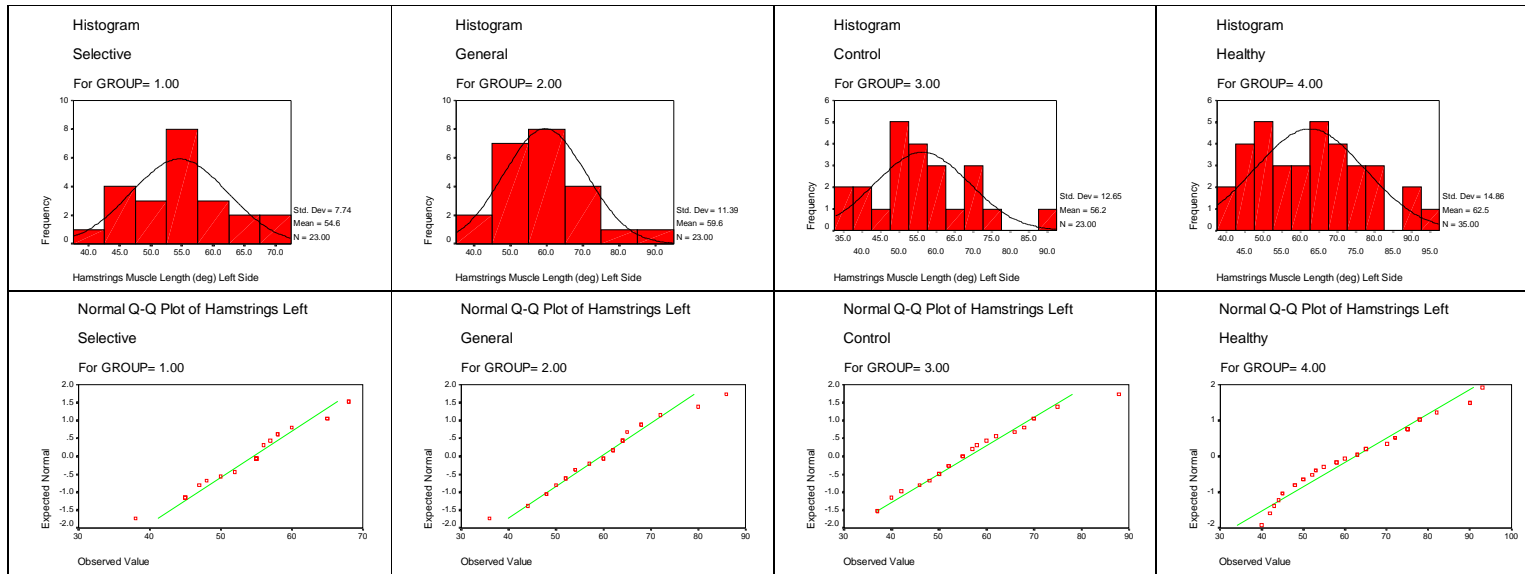 Histogram
Selective
For GROUP= 1.00
10
8
6
4
2
0
Frequency
40.0 45.0 50.0 55.0 60.0 65.0 70.0
Std. Dev = 7.74
Mean = 54.6
N = 23.00
Hamstrings Muscle Length (deg) Left Side
Histogram
General
For GROUP= 2.00
10
8
6
4
2
0
Frequency
40.0 50.0 60.0 70.0 80.0 90.0
Std. Dev = 11.39
Mean = 59.6
N = 23.00
Hamstrings Muscle Length (deg) Left Side
Histogram
Control
For GROUP= 3.00
6
5
4
3
2
1
0
Frequency
35.0 45.0 55.0 65.0 75.0 85.0
40.0 50.0 60.0 70.0 80.0 90.0
Std. Dev = 12.65
Mean = 56.2
N = 23.00
Hamstrings Muscle Length (deg) Left Side
Histogram
Healthy
For GROUP= 4.00
6
5
4
3
2
1
0
Frequency
40.0 50.0 60.0 70.0 80.0 90.0
45.0 55.0 65.0 75.0 85.0 95.0
Std. Dev = 14.86
Mean = 62.5
N = 35.00
Hamstrings Muscle Length (deg) Left Side
Normal Q-Q Plot of Hamstrings Left
Selective
For GROUP= 1.00
2.0
1.5
1.0
.5
0.0
-.5
-1.0
-1.5
-2.0
Expected Normal
30 40 50 60 70
Observed Value
Normal Q-Q Plot of Hamstrings Left
General
For GROUP= 2.00
2.0
1.5
1.0
.5
0.0
-.5
-1.0
-1.5
-2.0
Expected Normal
30 40 50 60 70 80 90
Observed Value
Normal Q-Q Plot of Hamstrings Left
Control
For GROUP= 3.00
2.0
1.5
1.0
.5
0.0
-.5
-1.0
-1.5
-2.0
Expected Normal
30 40 50 60 70 80 90
Observed Value
Normal Q-Q Plot of Hamstrings Left
Healthy
For GROUP= 4.00
2
1
0
-1
-2
Expected Normal
30 40 50 60 70 80 90 100
Observed Value